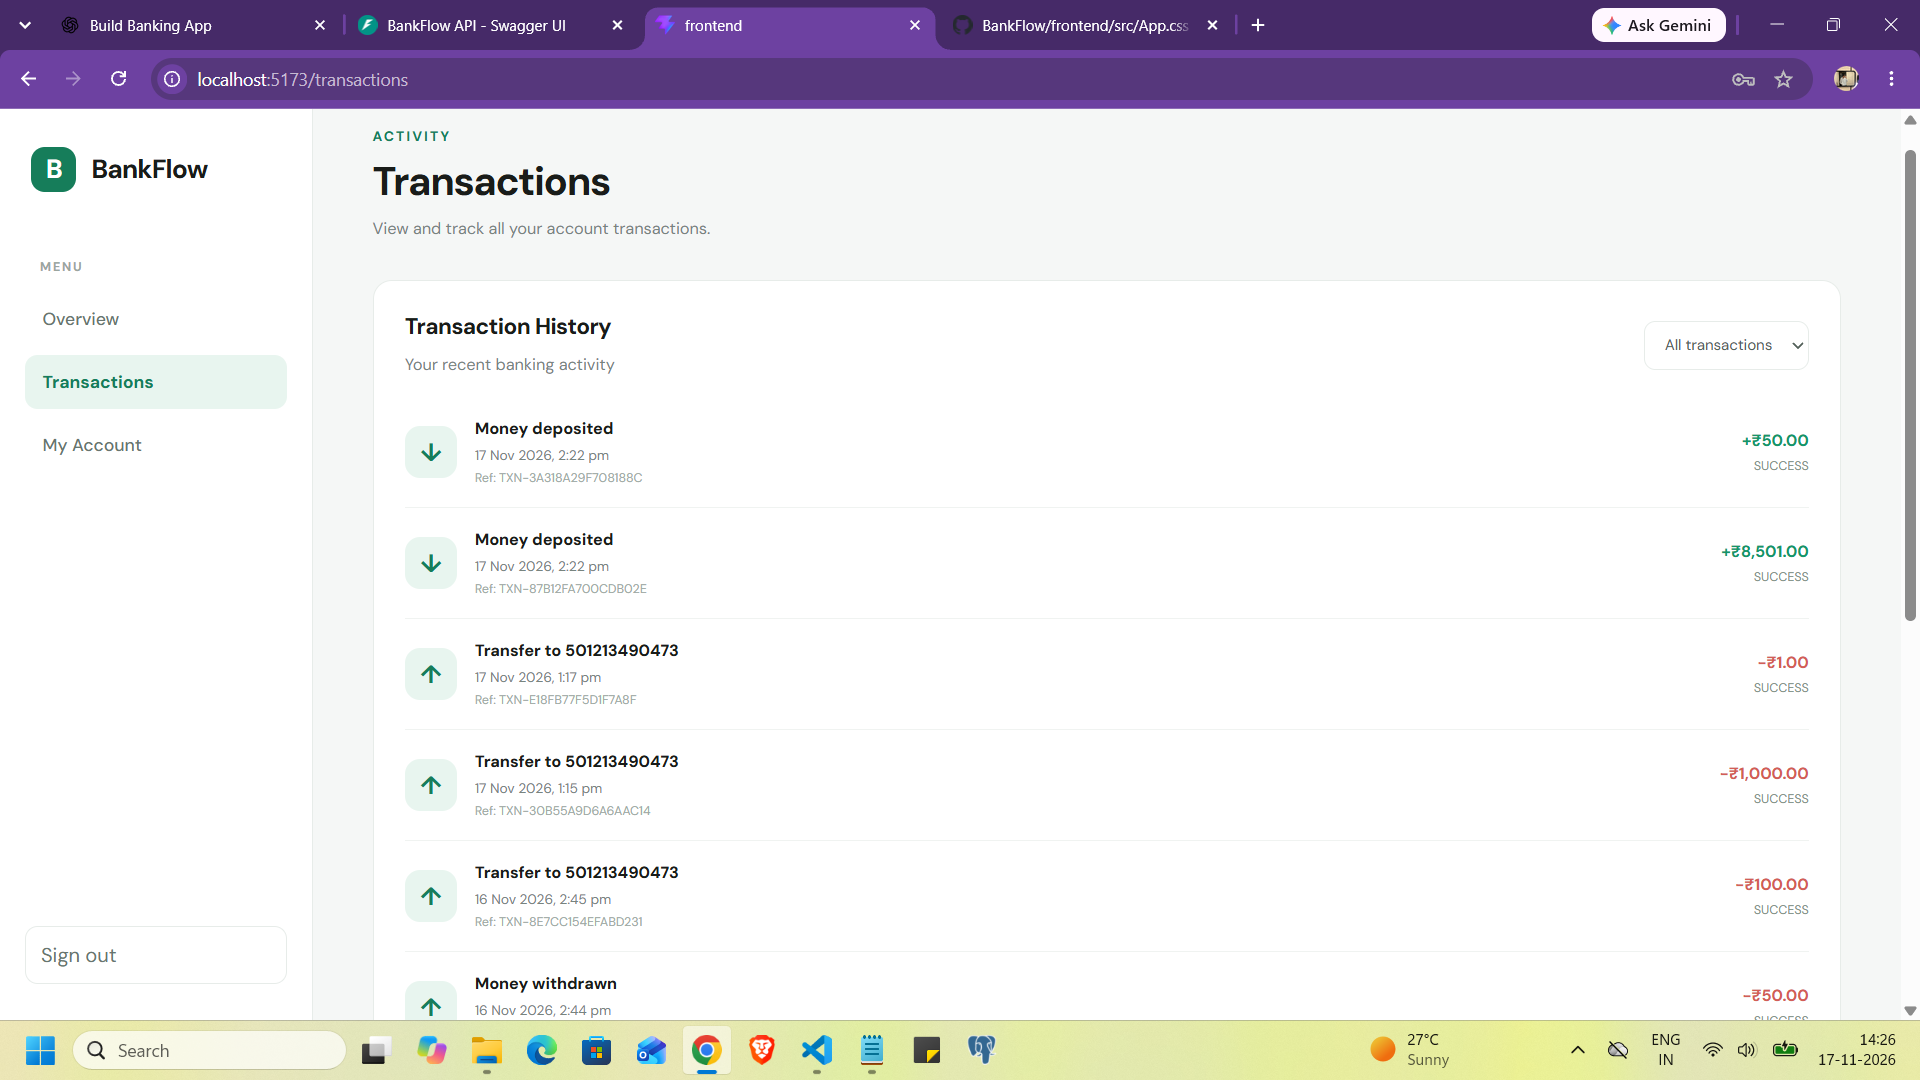 Build Banking App
BankFlow API - Swagger UI
frontend
BankFlow/frontend/src/App.css
Ask Gemini
localhost:5173/transactions
B BankFlow
MENU
Overview
Transactions
My Account
Sign out
ACTIVITY
Transactions
View and track all your account transactions.
Transaction History
Your recent banking activity
All transactions
Money deposited
17 Nov 2026, 2:22 pm
Ref: TXN-3A318A29F708188C
+₹50.00
SUCCESS
Money deposited
17 Nov 2026, 2:22 pm
Ref: TXN-87B12FA700CDB02E
+₹8,501.00
SUCCESS
Transfer to 501213490473
17 Nov 2026, 1:17 pm
Ref: TXN-E18FB77F5D1F7A8F
-₹1.00
SUCCESS
Transfer to 501213490473
17 Nov 2026, 1:15 pm
Ref: TXN-30B55A9D6A6AAC14
-₹1,000.00
SUCCESS
Transfer to 501213490473
16 Nov 2026, 2:45 pm
Ref: TXN-8E7CC154EFABD231
-₹100.00
SUCCESS
Money withdrawn
16 Nov 2026, 2:44 pm
-₹50.00
SUCCESS
Search
27°C
Sunny
ENG
IN
14:26
17-11-2026